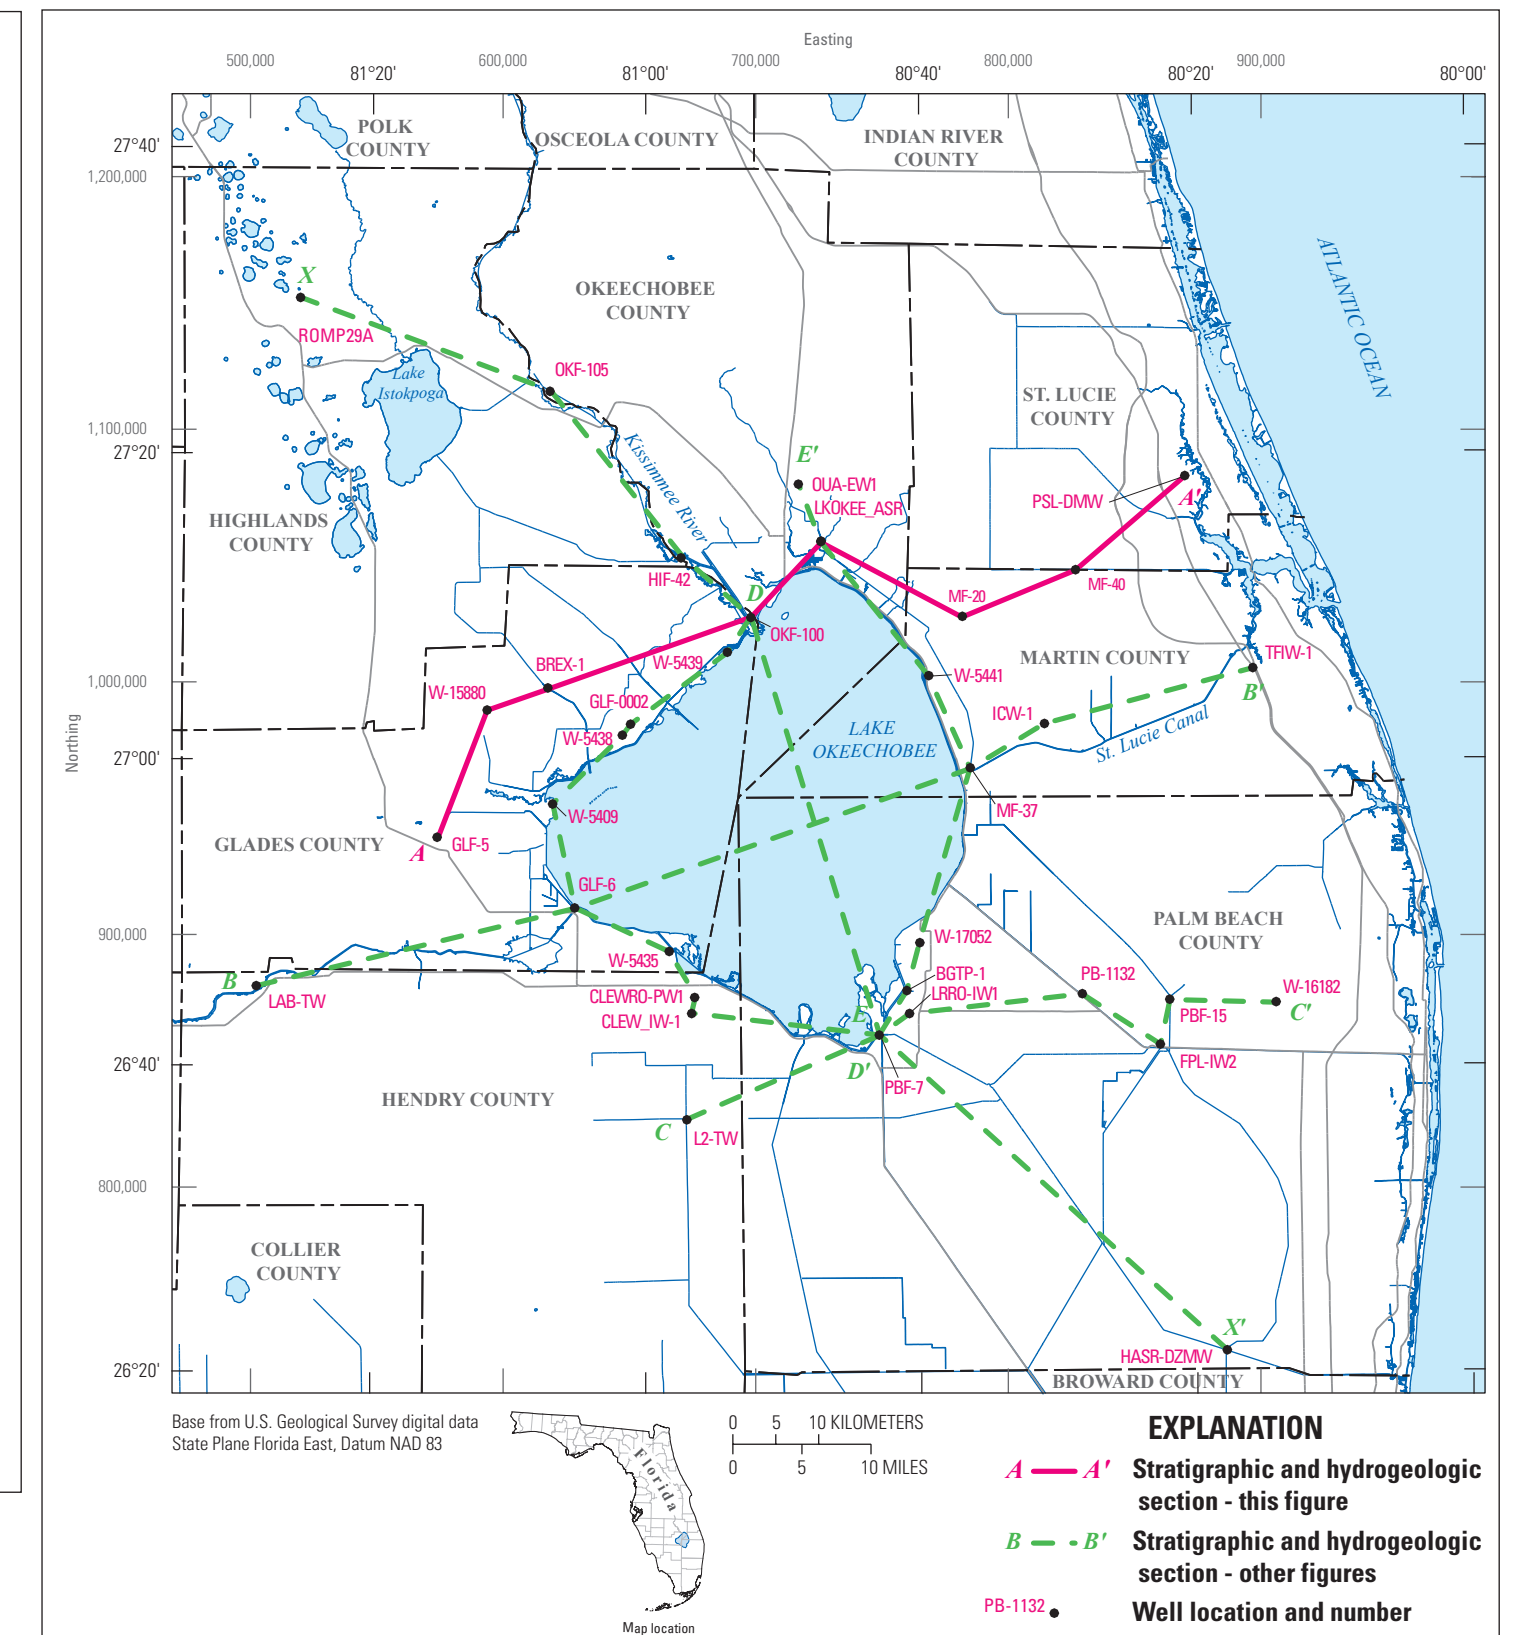 Easting
500,000
600,000
700,000
800,000
900,000
81°20'
81°00'
80°40'
80°20'
80°00'
27°40'
1,200,000
1,100,000
27°20'
1,000,000
Northing
27°00'
900,000
26°40'
800,000
26°20'
POLK
COUNTY
OSCEOLA COUNTY
INDIAN RIVER
COUNTY
ATLANTIC OCEAN
X
ROMP29A
OKEECHOBEE
COUNTY
Lake
Istokpoga
OKF-105
ST. LUCIE
COUNTY
Kissimmee River
E'
OUA-EW1
LKOKEE_ASR
PSL-DMW
A'
HIGHLANDS
COUNTY
HIF-42
D
OKF-100
MF-20
MF-40
BREX-1
W-5439
W-15880
GLF-0002
W-5438
W-5441
MARTIN COUNTY
TFIW-1
B'
ICW-1
St. Lucie Canal
LAKE
OKEECHOBEE
W-5409
MF-37
GLADES COUNTY
A
GLF-5
GLF-6
PALM BEACH
COUNTY
W-17052
W-5435
B
LAB-TW
BGTP-1
PB-1132
CLEWRO-PW1
LRRO-IW1
W-16182
CLEW_IW-1
E
PBF-15
C'
D'
PBF-7
FPL-IW2
HENDRY COUNTY
C
L2-TW
COLLIER
COUNTY
X'
HASR-DZMW
BROWARD COUNTY
Base from U.S. Geological Survey digital data
State Plane Florida East, Datum NAD 83
Florida
Map location
0 5 10 KILOMETERS
0 5 10 MILES
EXPLANATION
A A' Stratigraphic and hydrogeologic
section - this figure
B B' Stratigraphic and hydrogeologic
section - other figures
PB-1132 Well location and number